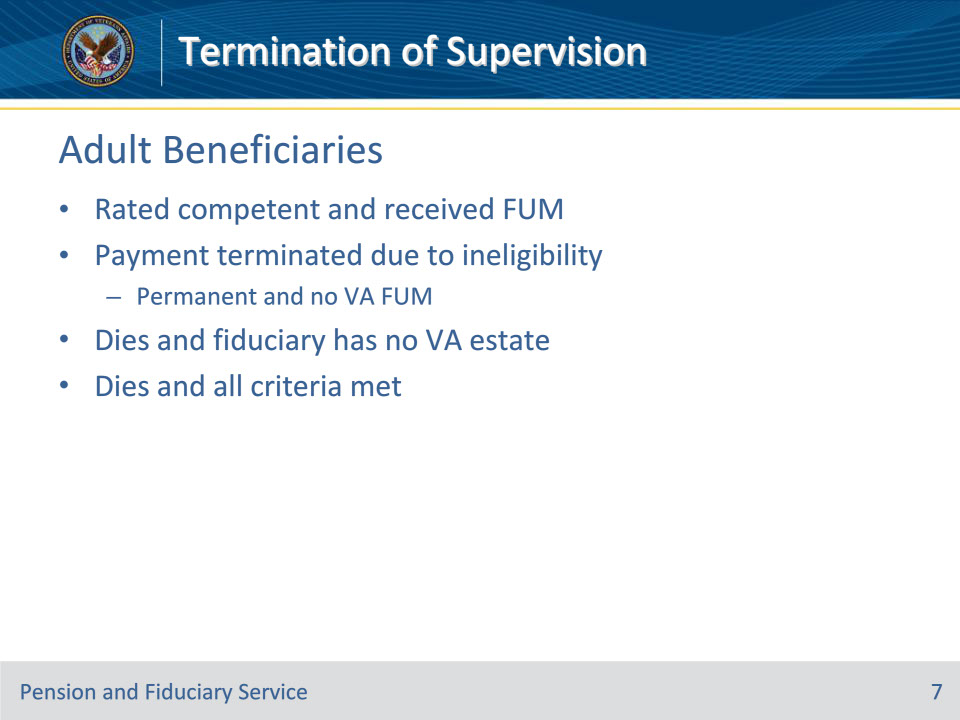 Termination of Supervision
Adult Beneficiaries
• Rated competent and received FUM
• Payment terminated due to ineligibility
– Permanent and no VA FUM
• Dies and fiduciary has no VA estate
• Dies and all criteria met
Pension and Fiduciary Service
7